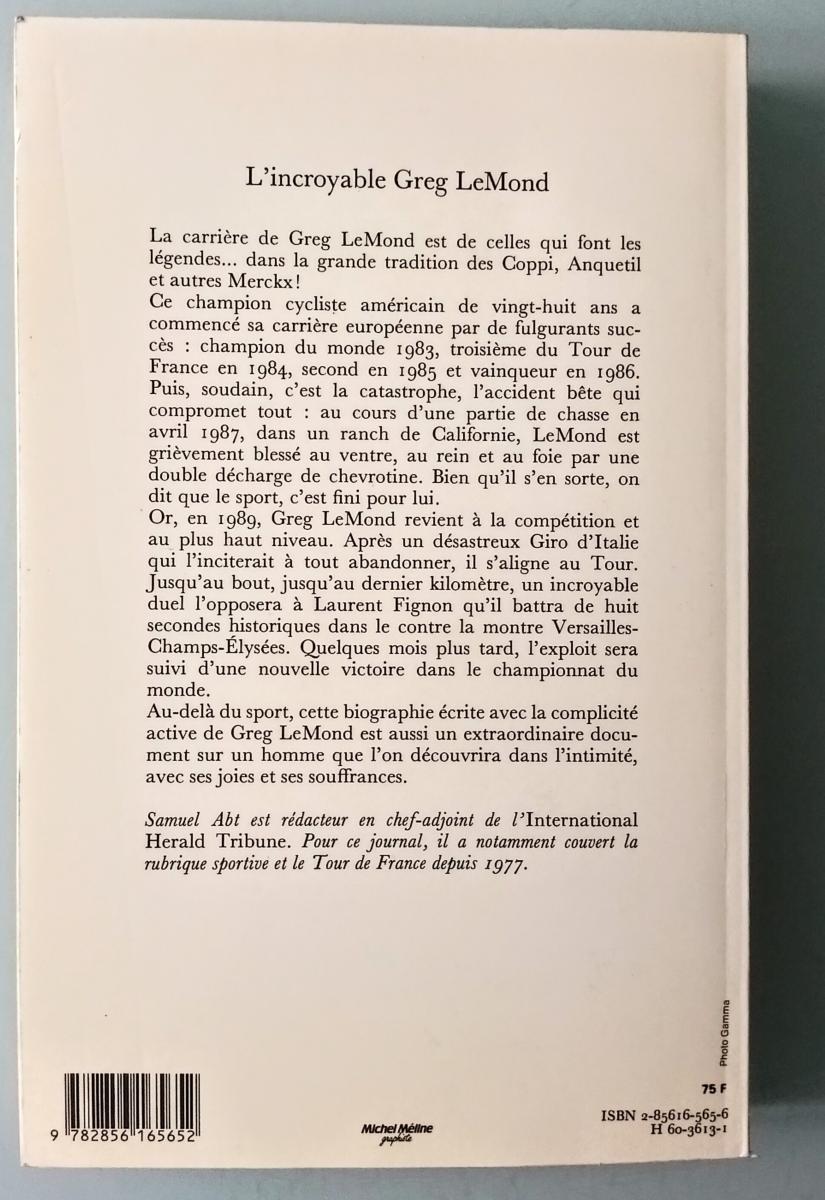 L'incroyable Greg LeMond
La carrière de Greg LeMond est de celles qui font les
légendes... dans la grande tradition des Coppi, Anquetil
et autres Merckx!
Ce champion cycliste américain de vingt-huit ans a
commencé sa carrière européenne par de fulgurants suc-
cès : champion du monde 1983, troisième du Tour de
France en 1984, second en 1985 et vainqueur en 1986.
Puis, soudain, c'est la catastrophe, l'accident bête qui
compromet tout : au cours d'une partie de chasse en
avril 1987, dans un ranch de Californie, LeMond est
grièvement blessé au ventre, au rein et au foie par une
double décharge de chevrotine. Bien qu'il s'en sorte, on
dit que le sport, c'est fini pour lui.
Or, en 1989, Greg LeMond revient à la compétition et
au plus haut niveau. Après un désastreux Giro d'Italie
qui l'inciterait à tout abandonner, il s'aligne au Tour.
Jusqu'au bout, jusqu'au dernier kilomètre, un incroyable
duel l'opposera à Laurent Fignon qu'il battra de huit
secondes historiques dans le contre la montre Versailles-
Champs-Élysées. Quelques mois plus tard, l'exploit sera
suivi d'une nouvelle victoire dans le championnat du
monde.
Au-delà du sport, cette biographie écrite avec la complicité
active de Greg LeMond est aussi un extraordinaire docu-
ment sur un homme que l'on découvrira dans l'intimité,
avec ses joies et ses souffrances.
Samuel Abt est rédacteur en chef-adjoint de l'International
Herald Tribune. Pour ce journal, il a notamment couvert la
rubrique sportive et le Tour de France depuis 1977.
Photo Gamma
75 F
ISBN 2-85616-565-6
H 60-3613-1
Michel Méline
graphiste
9 782856 165652